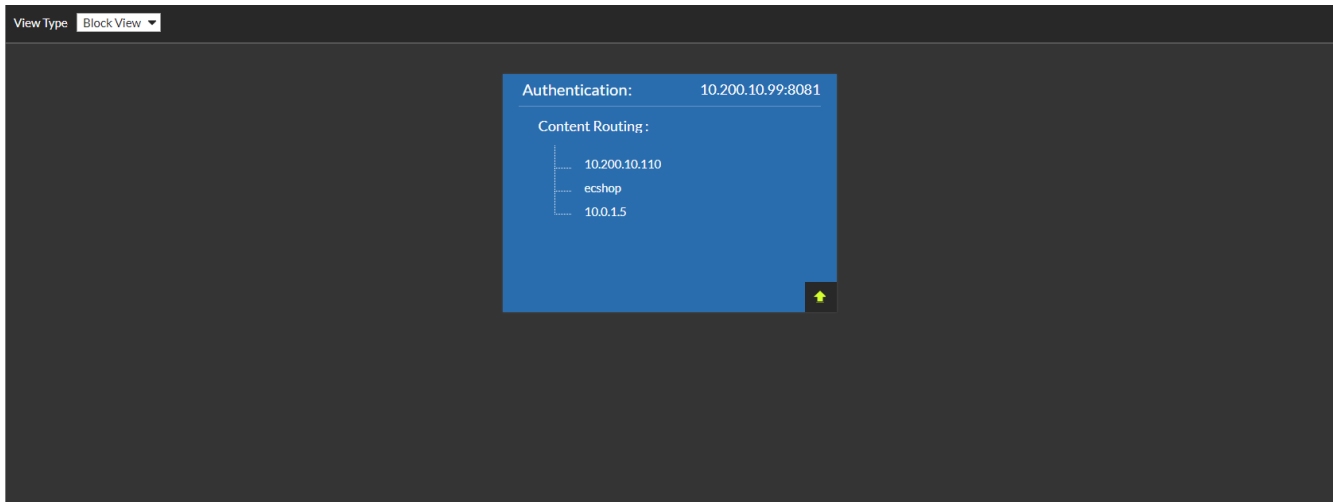 View Type Block View
Authentication: 10.200.10.99:8081
Content Routing :
10.200.10.110
ecshop
10.0.1.5